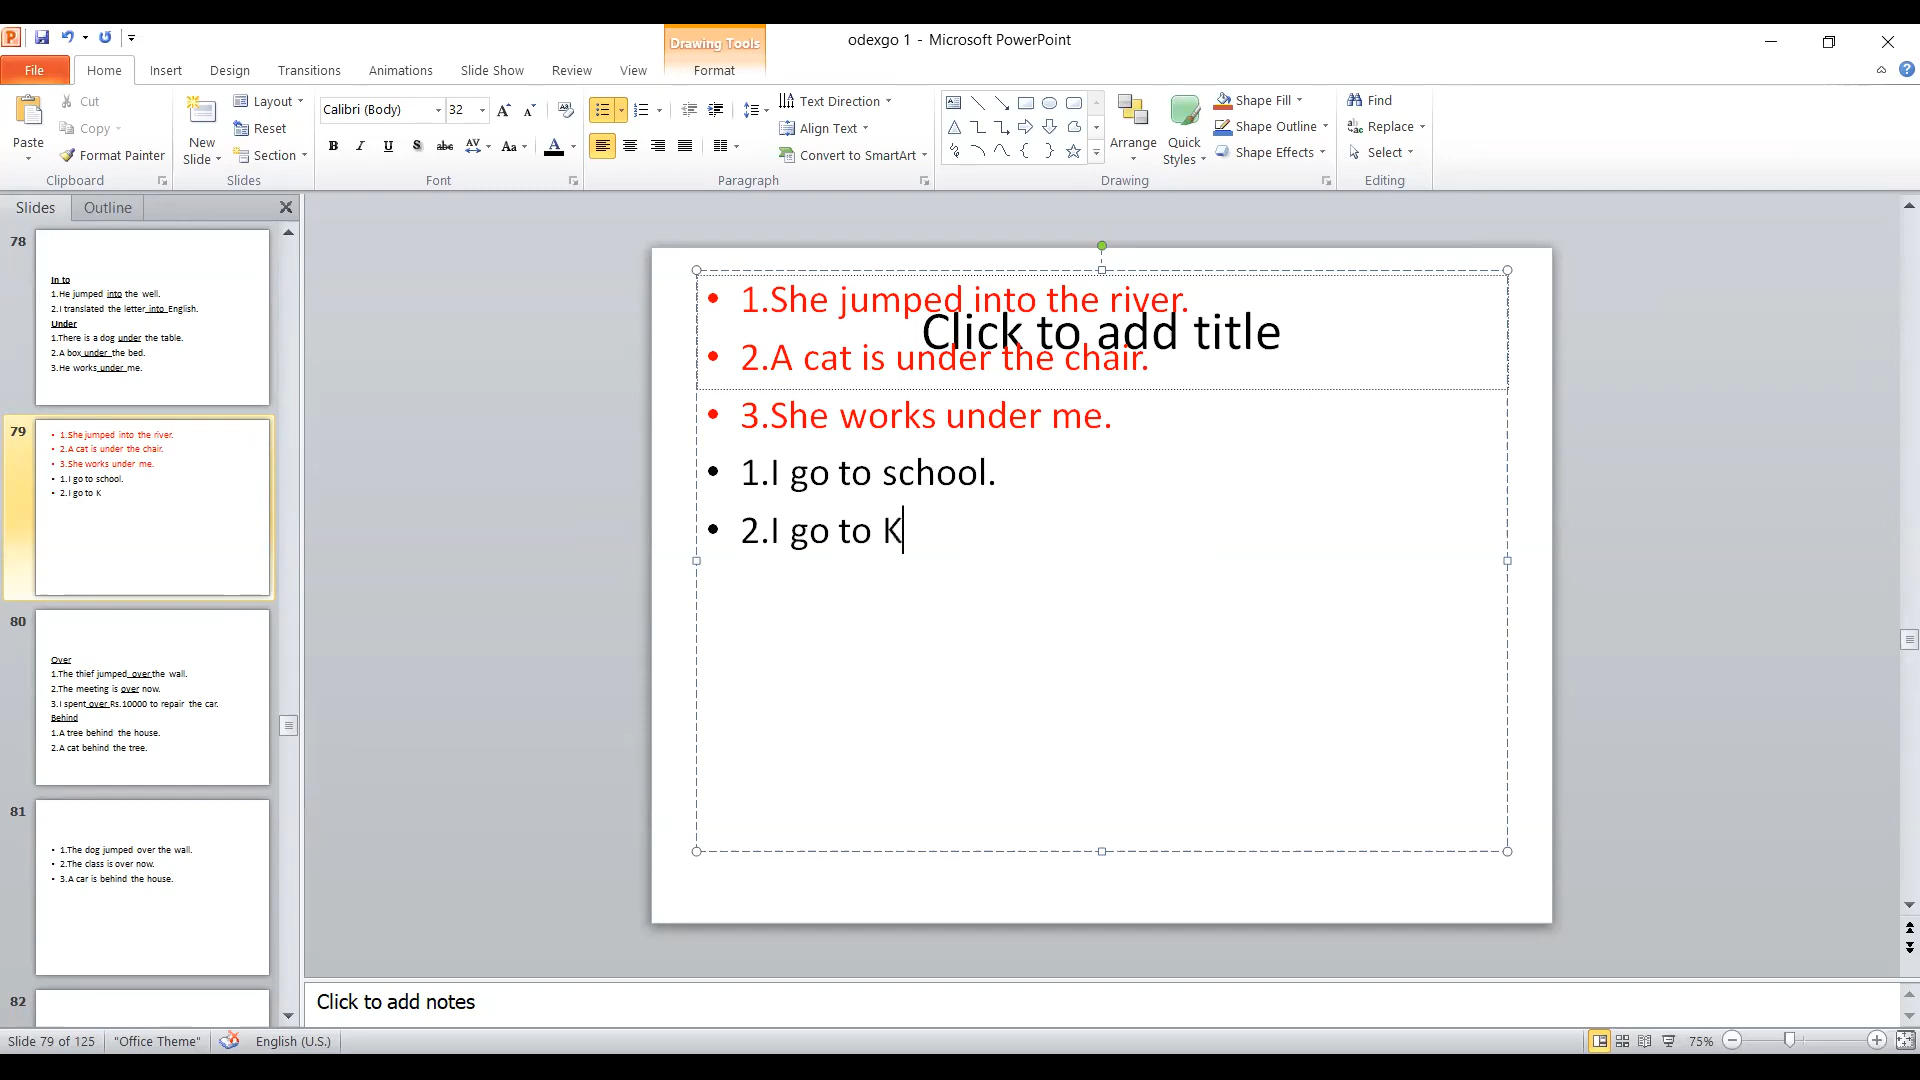 odexgo 1 - Microsoft PowerPoint
Drawing Tools
File Home Insert Design Transitions Animations Slide Show Review View Format
Paste
Cut
Copy
Format Painter
Clipboard
New Slide
Layout
Reset
Section
Slides
Calibri (Body) 32
Font
Text Direction
Align Text
Convert to SmartArt
Paragraph
Arrange
Quick Styles
Shape Fill
Shape Outline
Shape Effects
Drawing
Find
Replace
Select
Editing
Slides Outline
78
In to
1.He jumped into the well.
2.I translated the letter into English.
Under
1.There is a dog under the table.
2.A box under the bed.
3.He works under me.
79
• 1.She jumped into the river.
• 2.A cat is under the chair.
• 3.She works under me.
• 1.I go to school.
• 2.I go to K
80
Over
1.The thief jumped over the wall.
2.The meeting is over now.
3.I spent over Rs.10000 to repair the car.
Behind
1.A tree behind the house.
2.A cat behind the tree.
81
• 1.The dog jumped over the wall.
• 2.The class is over now.
• 3.A car is behind the house.
82
• 1.She jumped into the river.
Click to add title
• 2.A cat is under the chair.
• 3.She works under me.
• 1.I go to school.
• 2.I go to K
Click to add notes
Slide 79 of 125 "Office Theme" English (U.S.) 75%